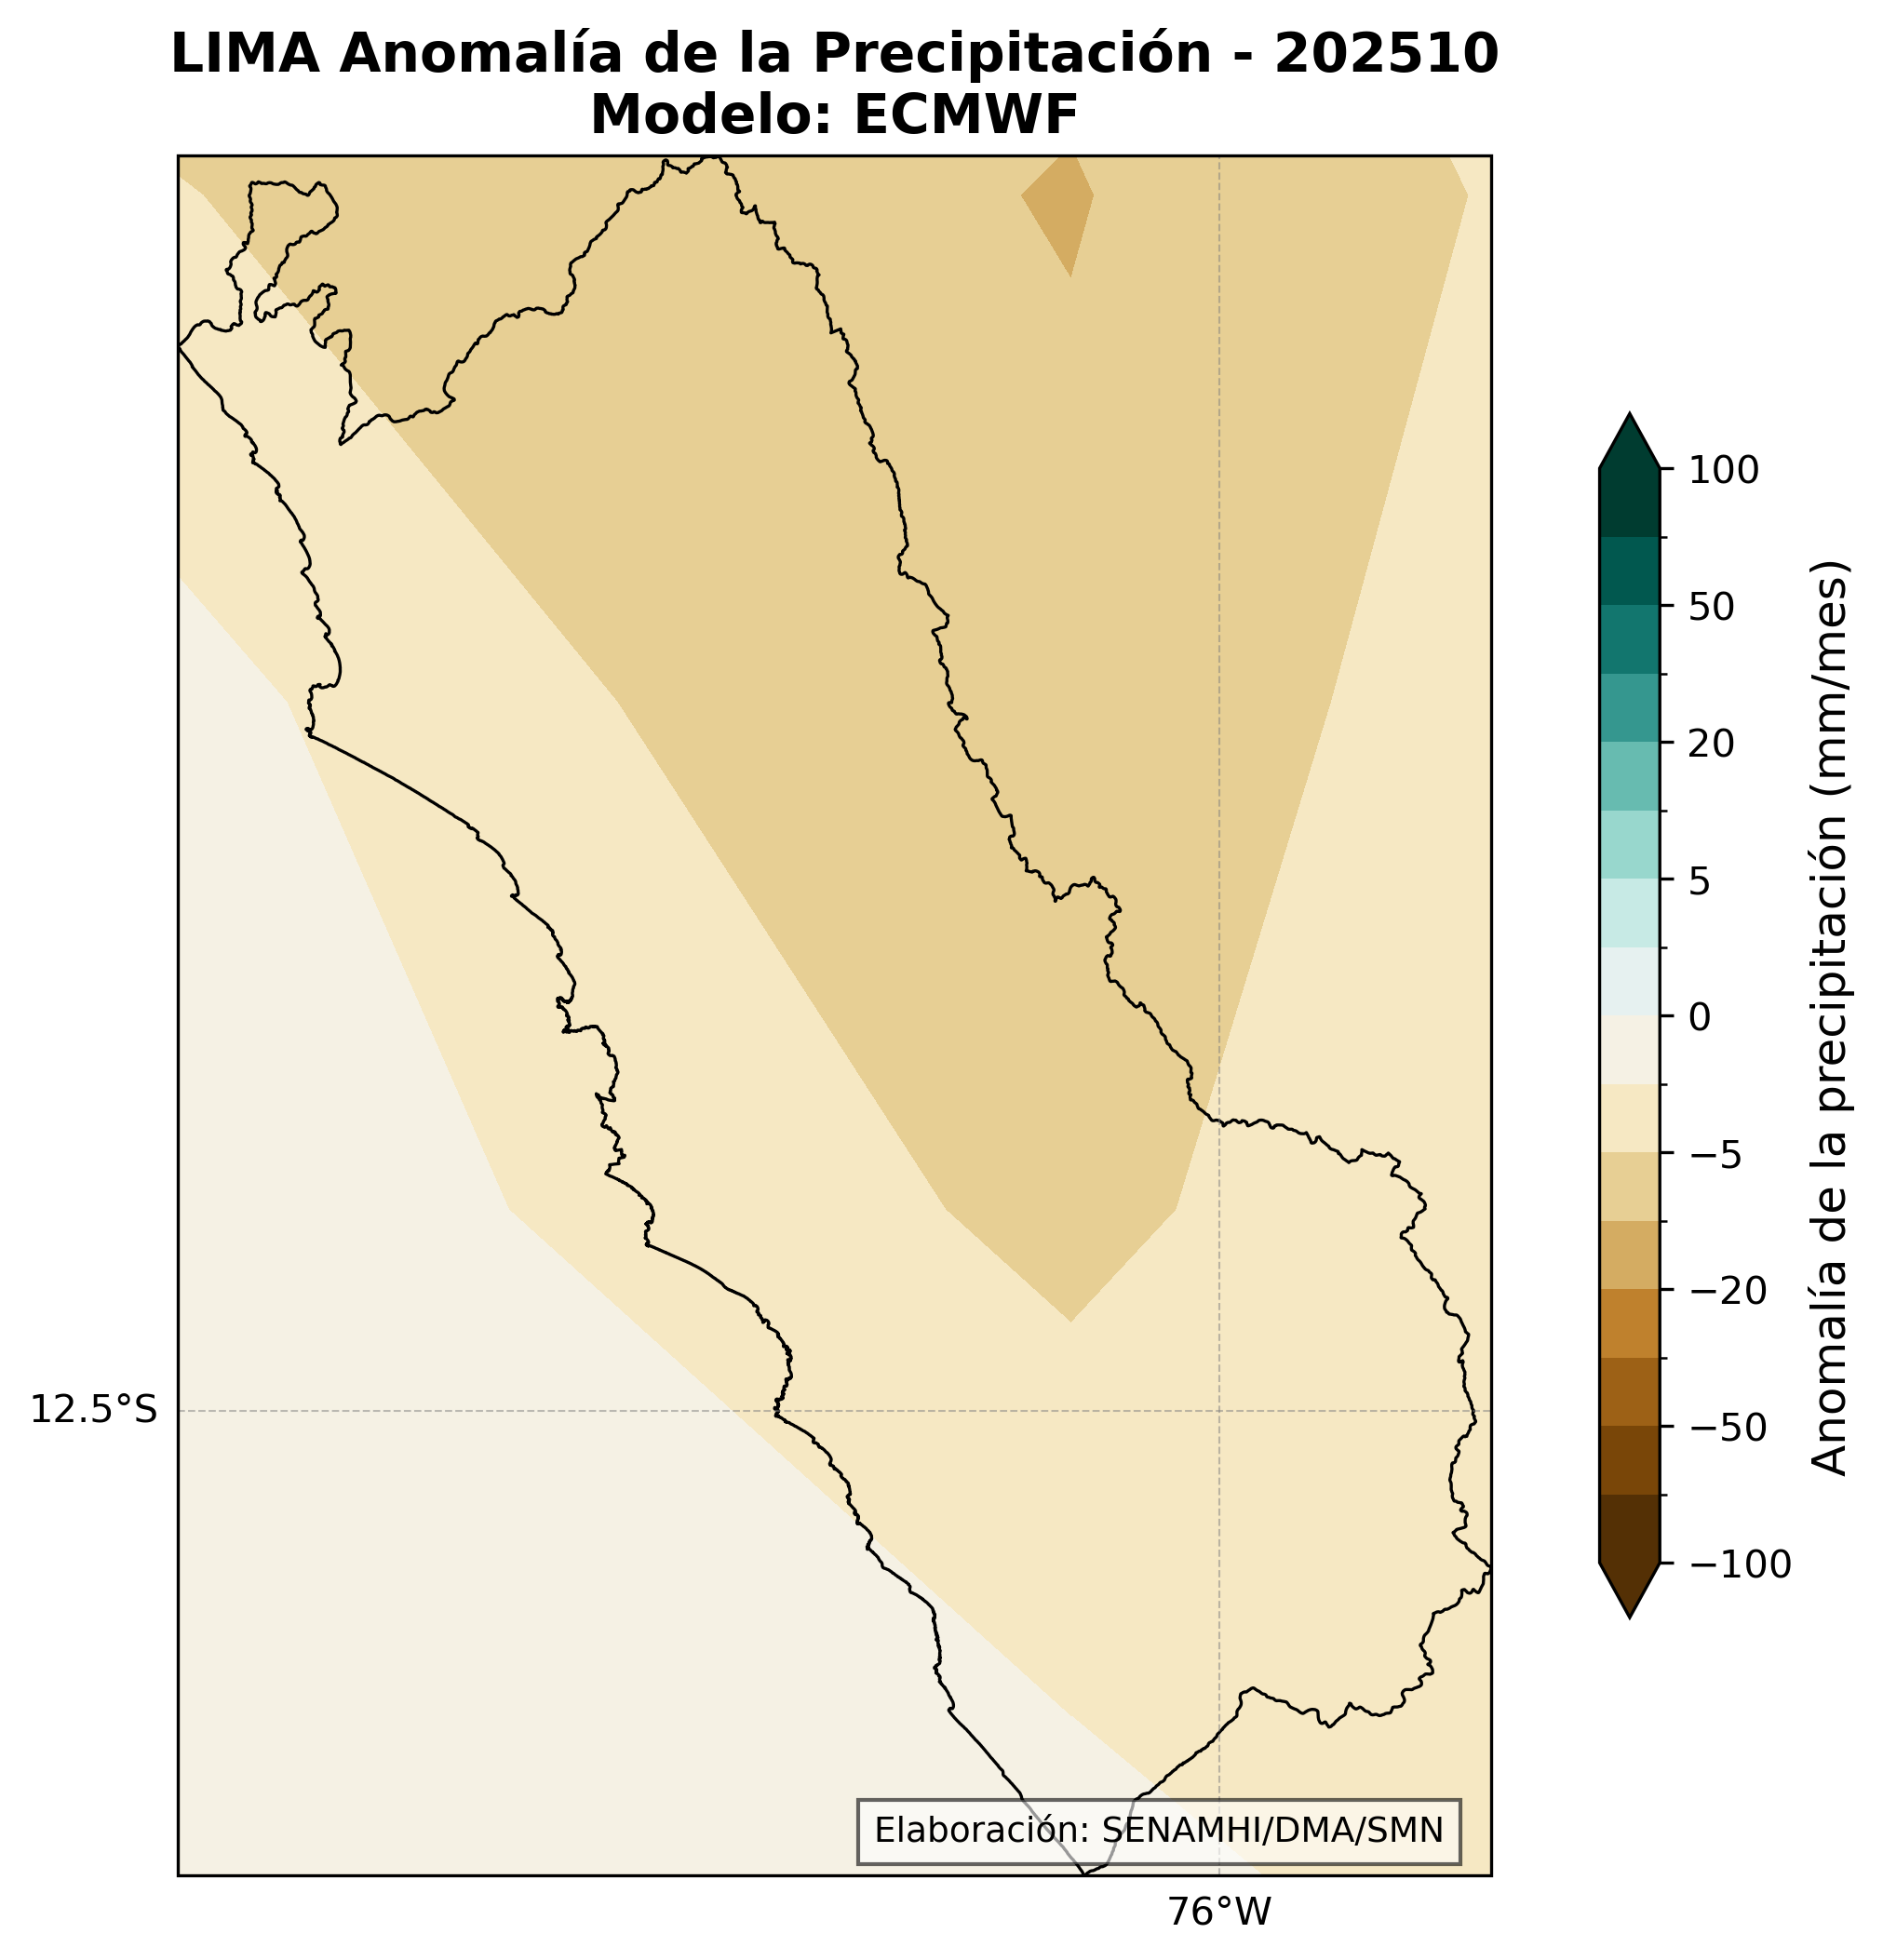 LIMA Anomalía de la Precipitación - 202510
Modelo: ECMWF
100
50
20
5
0
−5
−20
−50
−100
Anomalía de la precipitación (mm/mes)
12.5°S
Elaboración: SENAMHI/DMA/SMN
76°W